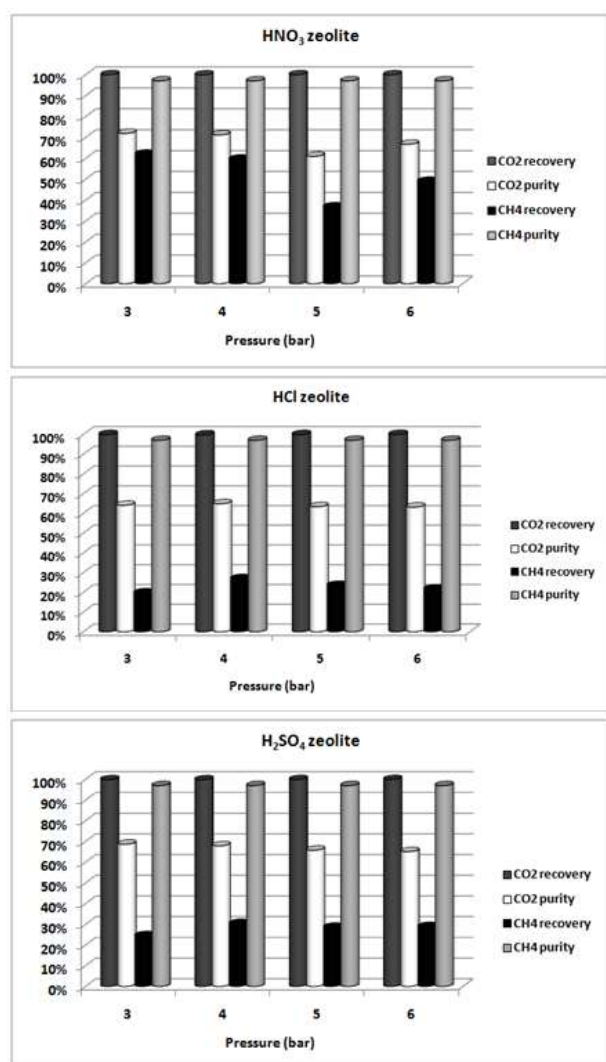 HNO₃ zeolite
100%
90%
80%
70%
60%
50%
40%
30%
20%
10%
0%
3 4 5 6
Pressure (bar)
CO2 recovery
CO2 purity
CH4 recovery
CH4 purity
HCl zeolite
100%
90%
80%
70%
60%
50%
40%
30%
20%
10%
0%
3 4 5 6
Pressure (bar)
CO2 recovery
CO2 purity
CH4 recovery
CH4 purity
H₂SO₄ zeolite
100%
90%
80%
70%
60%
50%
40%
30%
20%
10%
0%
3 4 5 6
Pressure (bar)
CO2 recovery
CO2 purity
CH4 recovery
CH4 purity